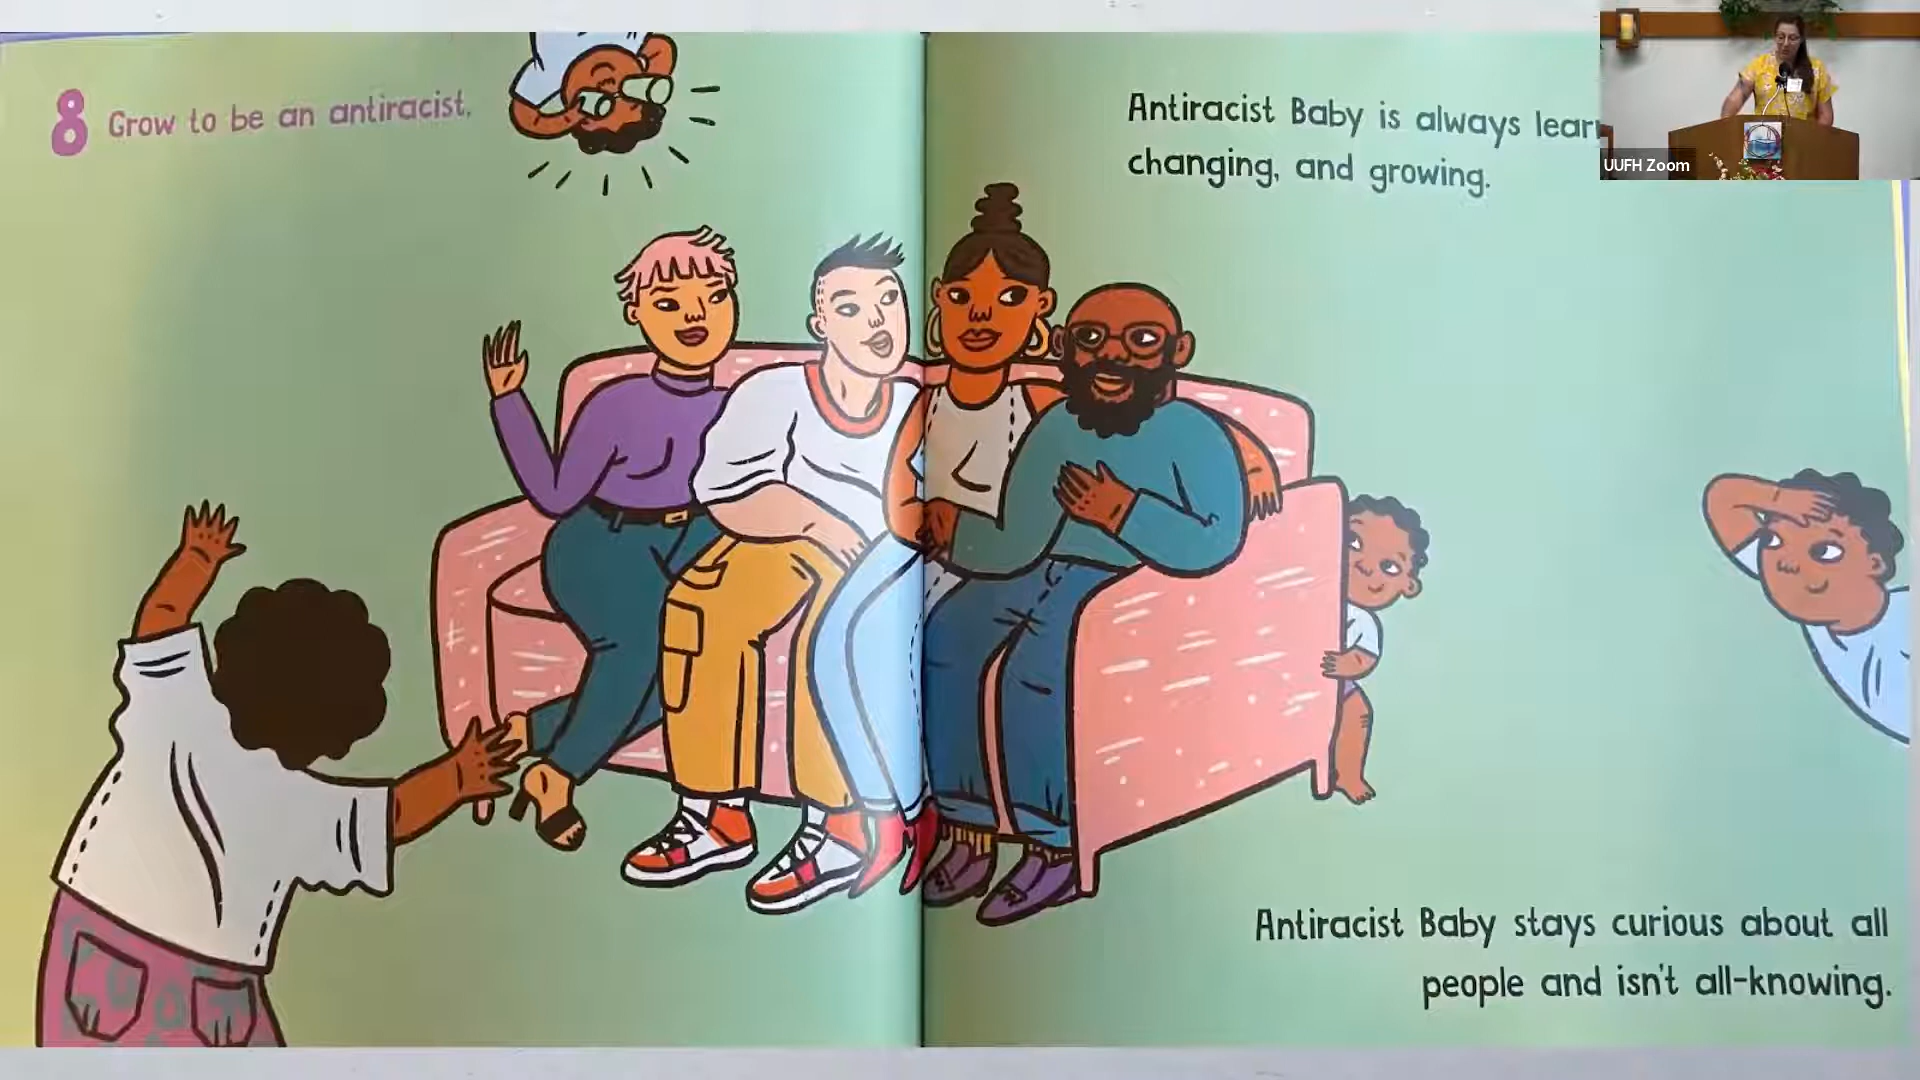 8 Grow to be an antiracist.
Antiracist Baby is always
changing, and growing.
UUFH Zoom
Antiracist Baby stays curious about all
people and isn't all-knowing.